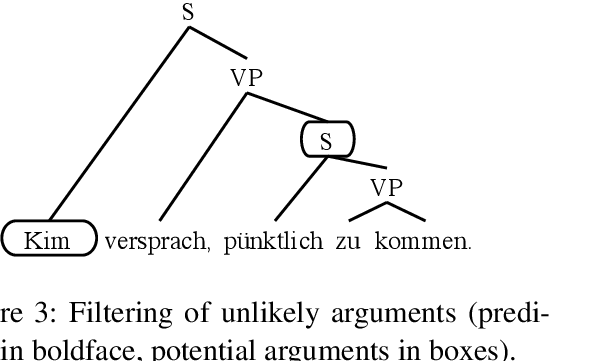 S
VP
S
VP
Kim versprach, pünktlich zu kommen.
re 3: Filtering of unlikely arguments (predi-
in boldface, potential arguments in boxes).